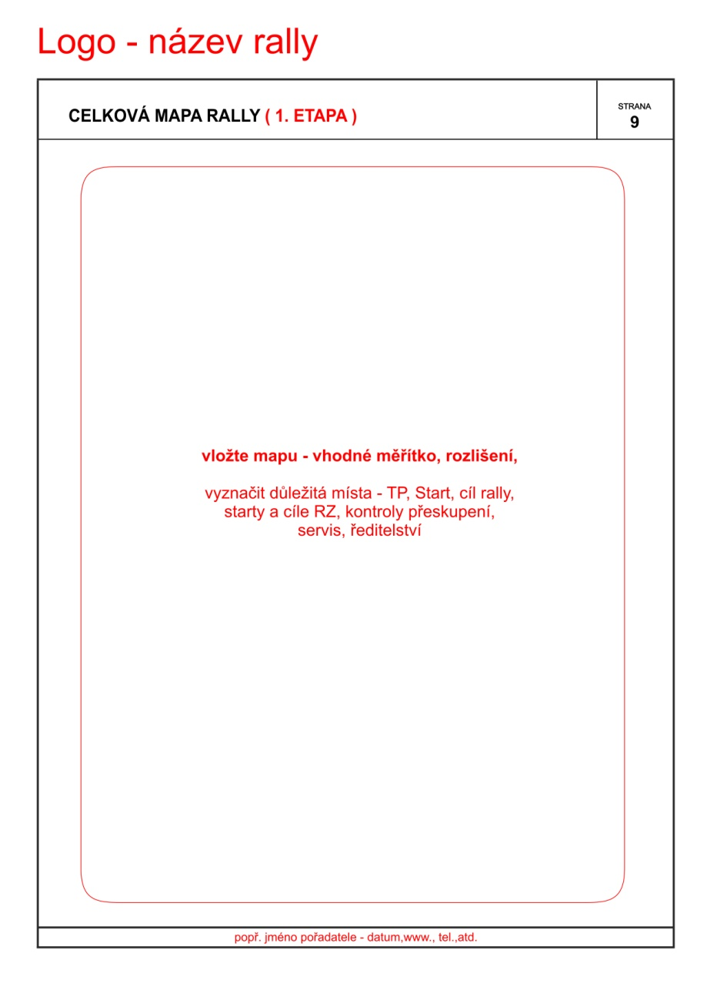 Logo - název rally
CELKOVÁ MAPA RALLY ( 1. ETAPA )
STRANA
9
vložte mapu - vhodné měřítko, rozlišení,
vyznačit důležitá místa - TP, Start, cíl rally,
starty a cíle RZ, kontroly přeskupení,
servis, ředitelství
popř. jméno pořadatele - datum,www., tel.,atd.